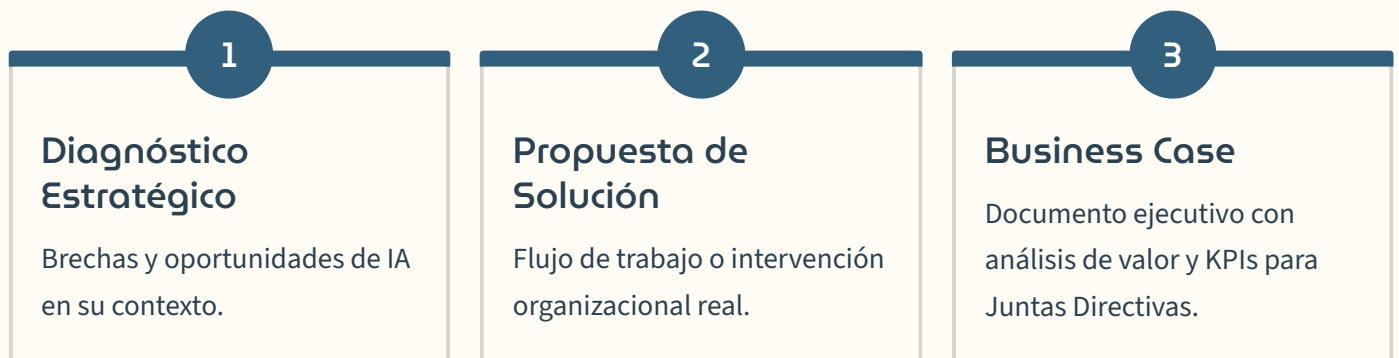 1
Diagnóstico
Estratégico
Brechas y oportunidades de IA
en su contexto.
2
Propuesta de
Solución
Flujo de trabajo o intervención
organizacional real.
3
Business Case
Documento ejecutivo con
análisis de valor y KPIs para
Juntas Directivas.